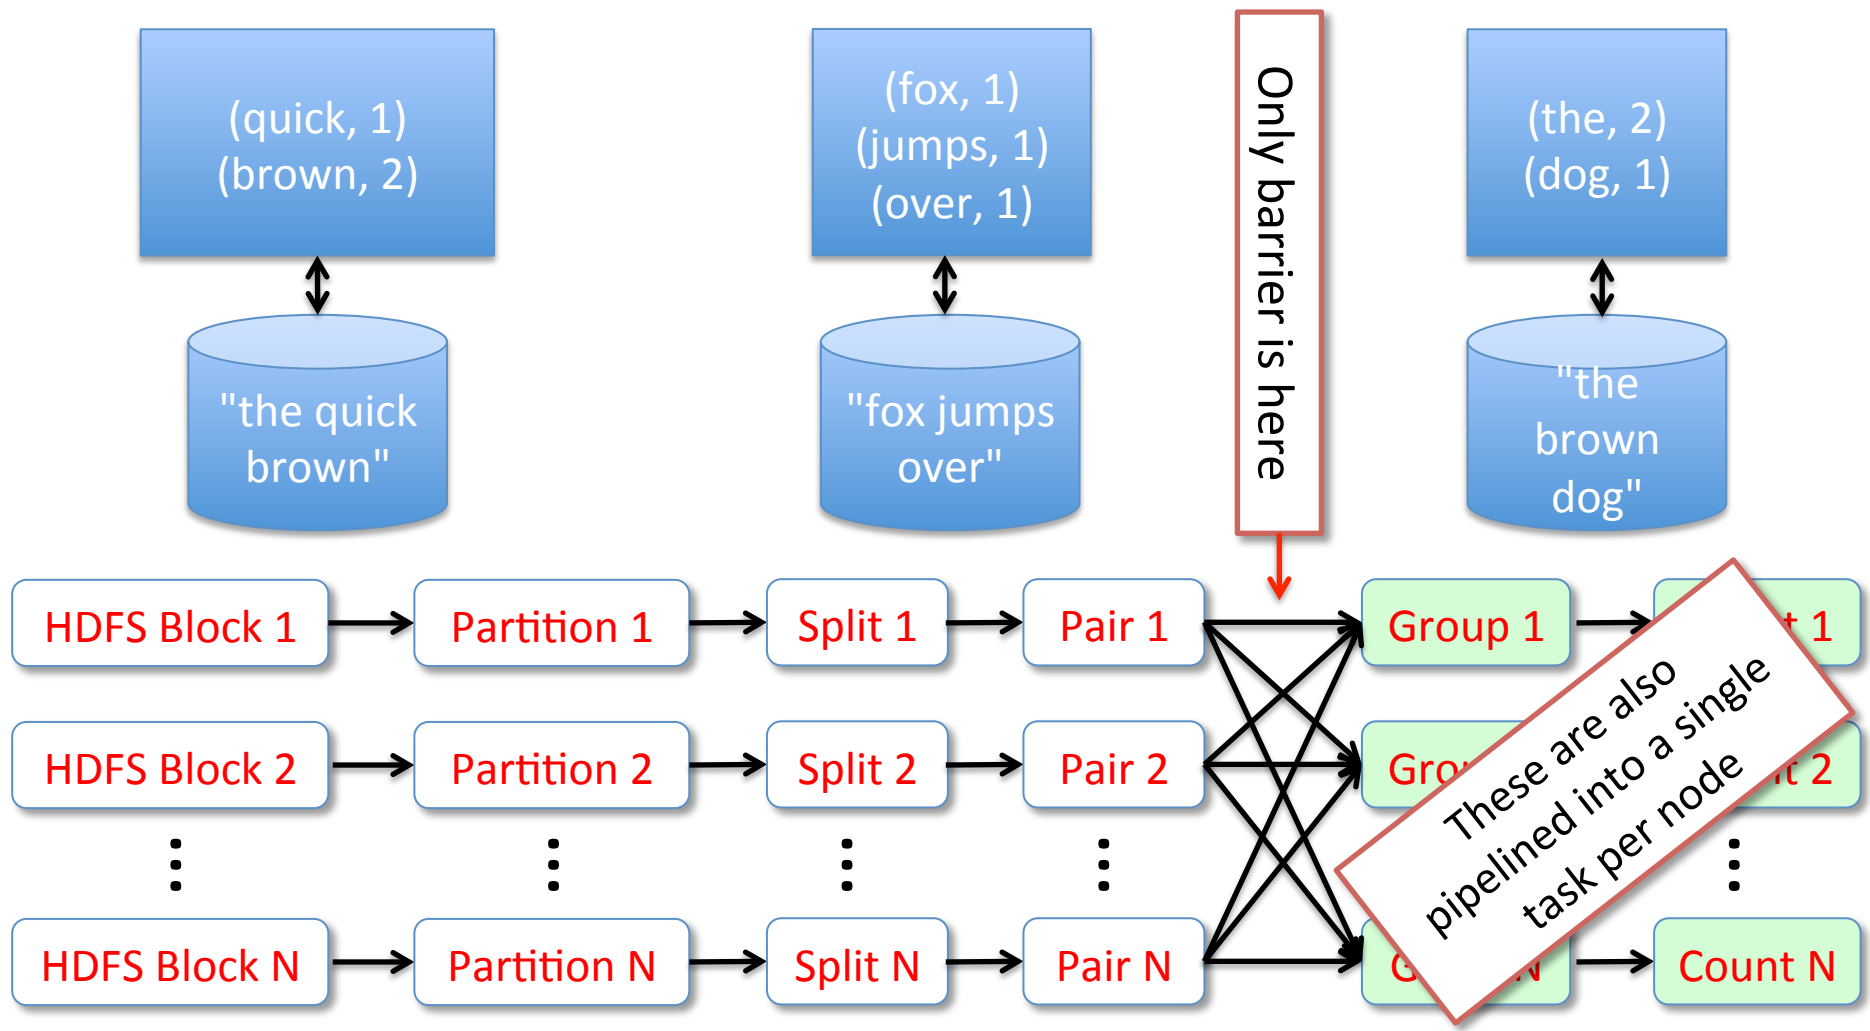 (quick, 1)
(brown, 2)
(fox, 1)
(jumps, 1)
(over, 1)
Only barrier is here
(the, 2)
(dog, 1)
"the quick
brown"
"fox jumps
over"
"the
brown
dog"
HDFS Block 1
Partition 1
Split 1
Pair 1
Group 1
1
HDFS Block 2
Partition 2
Split 2
Pair 2
2
These are also
pipelined into a single
task per node
HDFS Block N
Partition N
Split N
Pair N
N
Count N